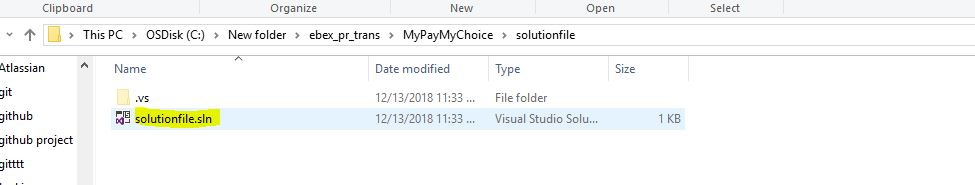 Clipboard Organize New Open Select
This PC > OSDisk (C:) > New folder > ebex_pr_trans > MyPayMyChoice > solutionfile
Atlassian
git
github
github project
gitttt
Name Date modified Type Size
.vs 12/13/2018 11:33 ... File folder
solutionfile.sln 12/13/2018 11:33 ... Visual Studio Solu... 1 KB